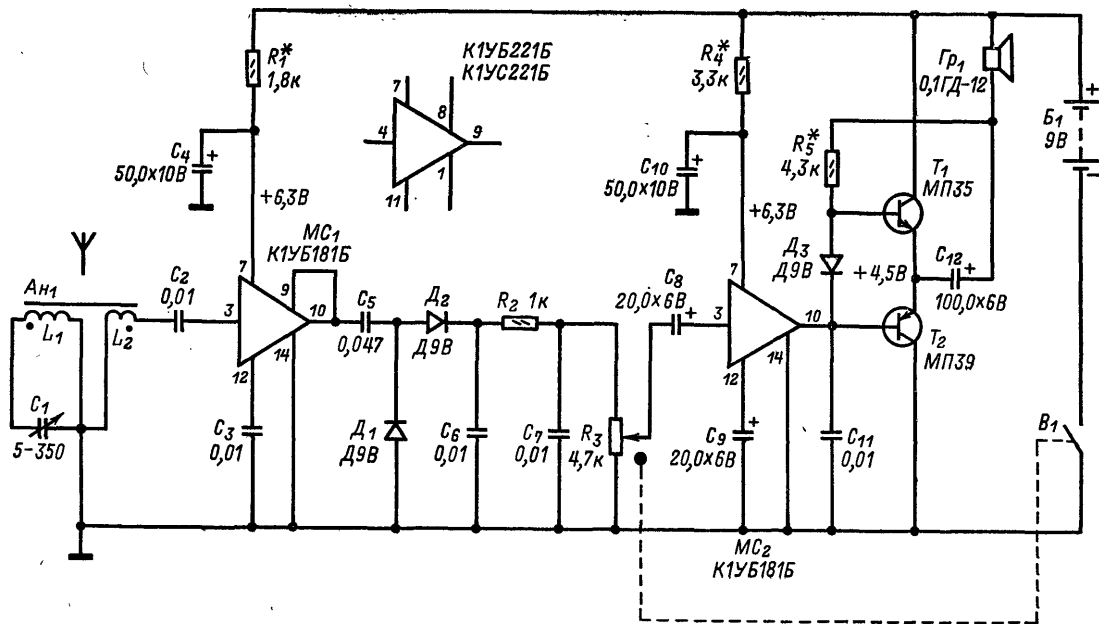 R1*
1,8к
C4
50,0×10В
+
+6,3В
К1УБ221Б
К1УС221Б
7
8
4
9
11
1
R4*
3,3к
C10
50,0×10В
+
+6,3В
Гр1
0,1ГД-12
R5*
4,3к
T1
МП35
Б1
9В
+
−
Ан1
L1
L2
C1
5-350
C2
0,01
МС1
К1УБ181Б
7
9
3
10
14
12
C3
0,01
C5
0,047
Д2
Д9В
R2 1к
Д1
Д9В
C6
0,01
C7
0,01
R3
4,7к
C8
20,0×6В
+
7
3
10
14
12
C9
20,0×6В
+
МС2
К1УБ181Б
Д3
Д9В
+4,5В
C12
+
100,0×6В
T2
МП39
C11
0,01
В1